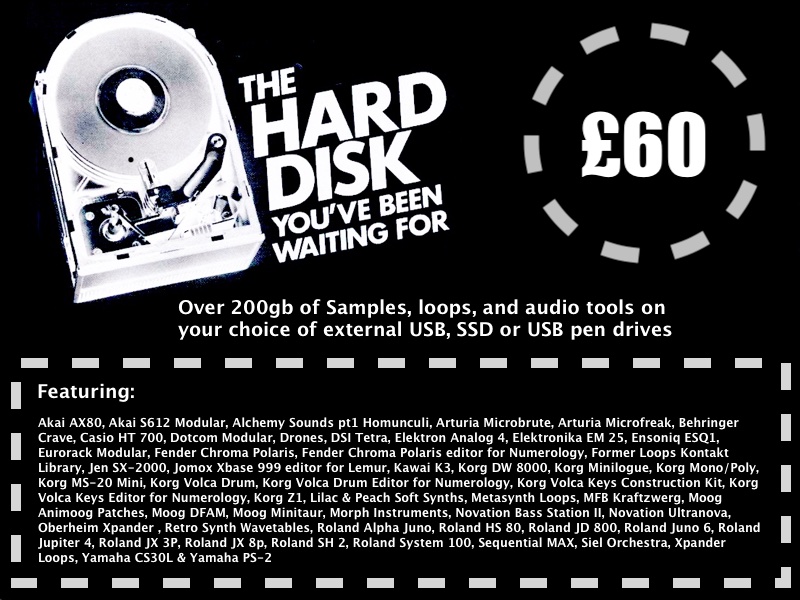 THE
HARD
DISK
YOU'VE BEEN
WAITING FOR
£60
Over 200gb of Samples, loops, and audio tools on
your choice of external USB, SSD or USB pen drives
Featuring:
Akai AX80, Akai S612 Modular, Alchemy Sounds pt1 Homunculi, Arturia Microbrute, Arturia Microfreak, Behringer
Crave, Casio HT 700, Dotcom Modular, Drones, DSI Tetra, Elektron Analog 4, Elektronika EM 25, Ensoniq ESQ1,
Eurorack Modular, Fender Chroma Polaris, Fender Chroma Polaris editor for Numerology, Former Loops Kontakt
Library, Jen SX-2000, Jomox Xbase 999 editor for Lemur, Kawai K3, Korg DW 8000, Korg Minilogue, Korg Mono/Poly,
Korg MS-20 Mini, Korg Volca Drum, Korg Volca Drum Editor for Numerology, Korg Volca Keys Construction Kit, Korg
Volca Keys Editor for Numerology, Korg Z1, Lilac & Peach Soft Synths, Metasynth Loops, MFB Kraftzwerg, Moog
Animoog Patches, Moog DFAM, Moog Minitaur, Morph Instruments, Novation Bass Station II, Novation Ultranova,
Oberheim Xpander , Retro Synth Wavetables, Roland Alpha Juno, Roland HS 80, Roland JD 800, Roland Juno 6, Roland
Jupiter 4, Roland JX 3P, Roland JX 8p, Roland SH 2, Roland System 100, Sequential MAX, Siel Orchestra, Xpander
Loops, Yamaha CS30L & Yamaha PS-2